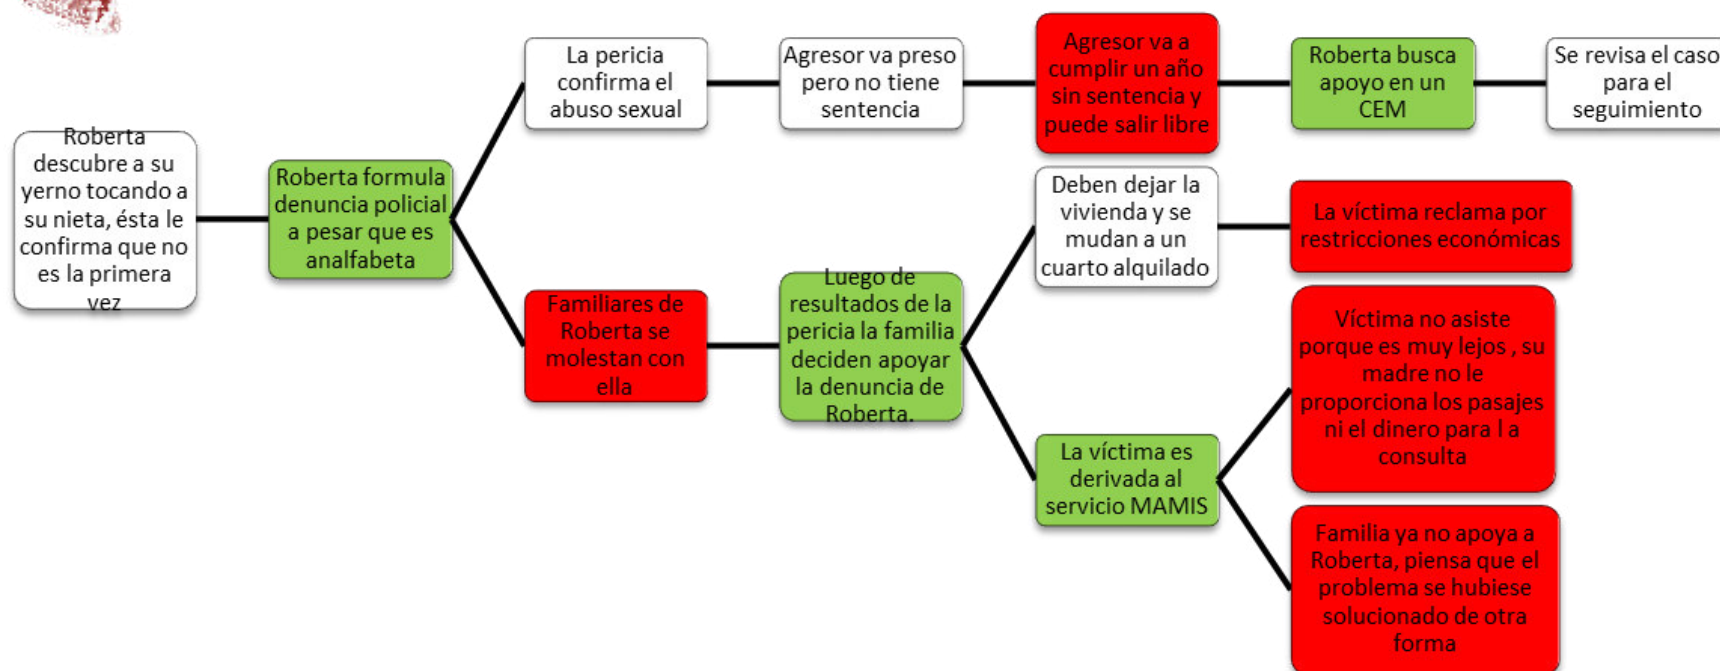 Roberta
descubre a su
yerno tocando a
su nieta, ésta le
confirma que no
es la primera
vez
Roberta formula
denuncia policial
a pesar que es
analfabeta
La pericia
confirma el
abuso sexual
Agresor va preso
pero no tiene
sentencia
Agresor va a
cumplir un año
sin sentencia y
puede salir libre
Roberta busca
apoyo en un
CEM
Se revisa el caso
para el
seguimiento
Familiares de
Roberta se
molestan con
ella
Luego de
resultados de la
pericia la familia
deciden apoyar
la denuncia de
Roberta.
Deben dejar la
vivienda y se
mudan a un
cuarto alquilado
La víctima reclama por
restricciones económicas
La víctima es
derivada al
servicio MAMIS
Víctima no asiste
porque es muy lejos , su
madre no le
proporciona los pasajes
ni el dinero para l a
consulta
Familia ya no apoya a
Roberta, piensa que el
problema se hubiese
solucionado de otra
forma